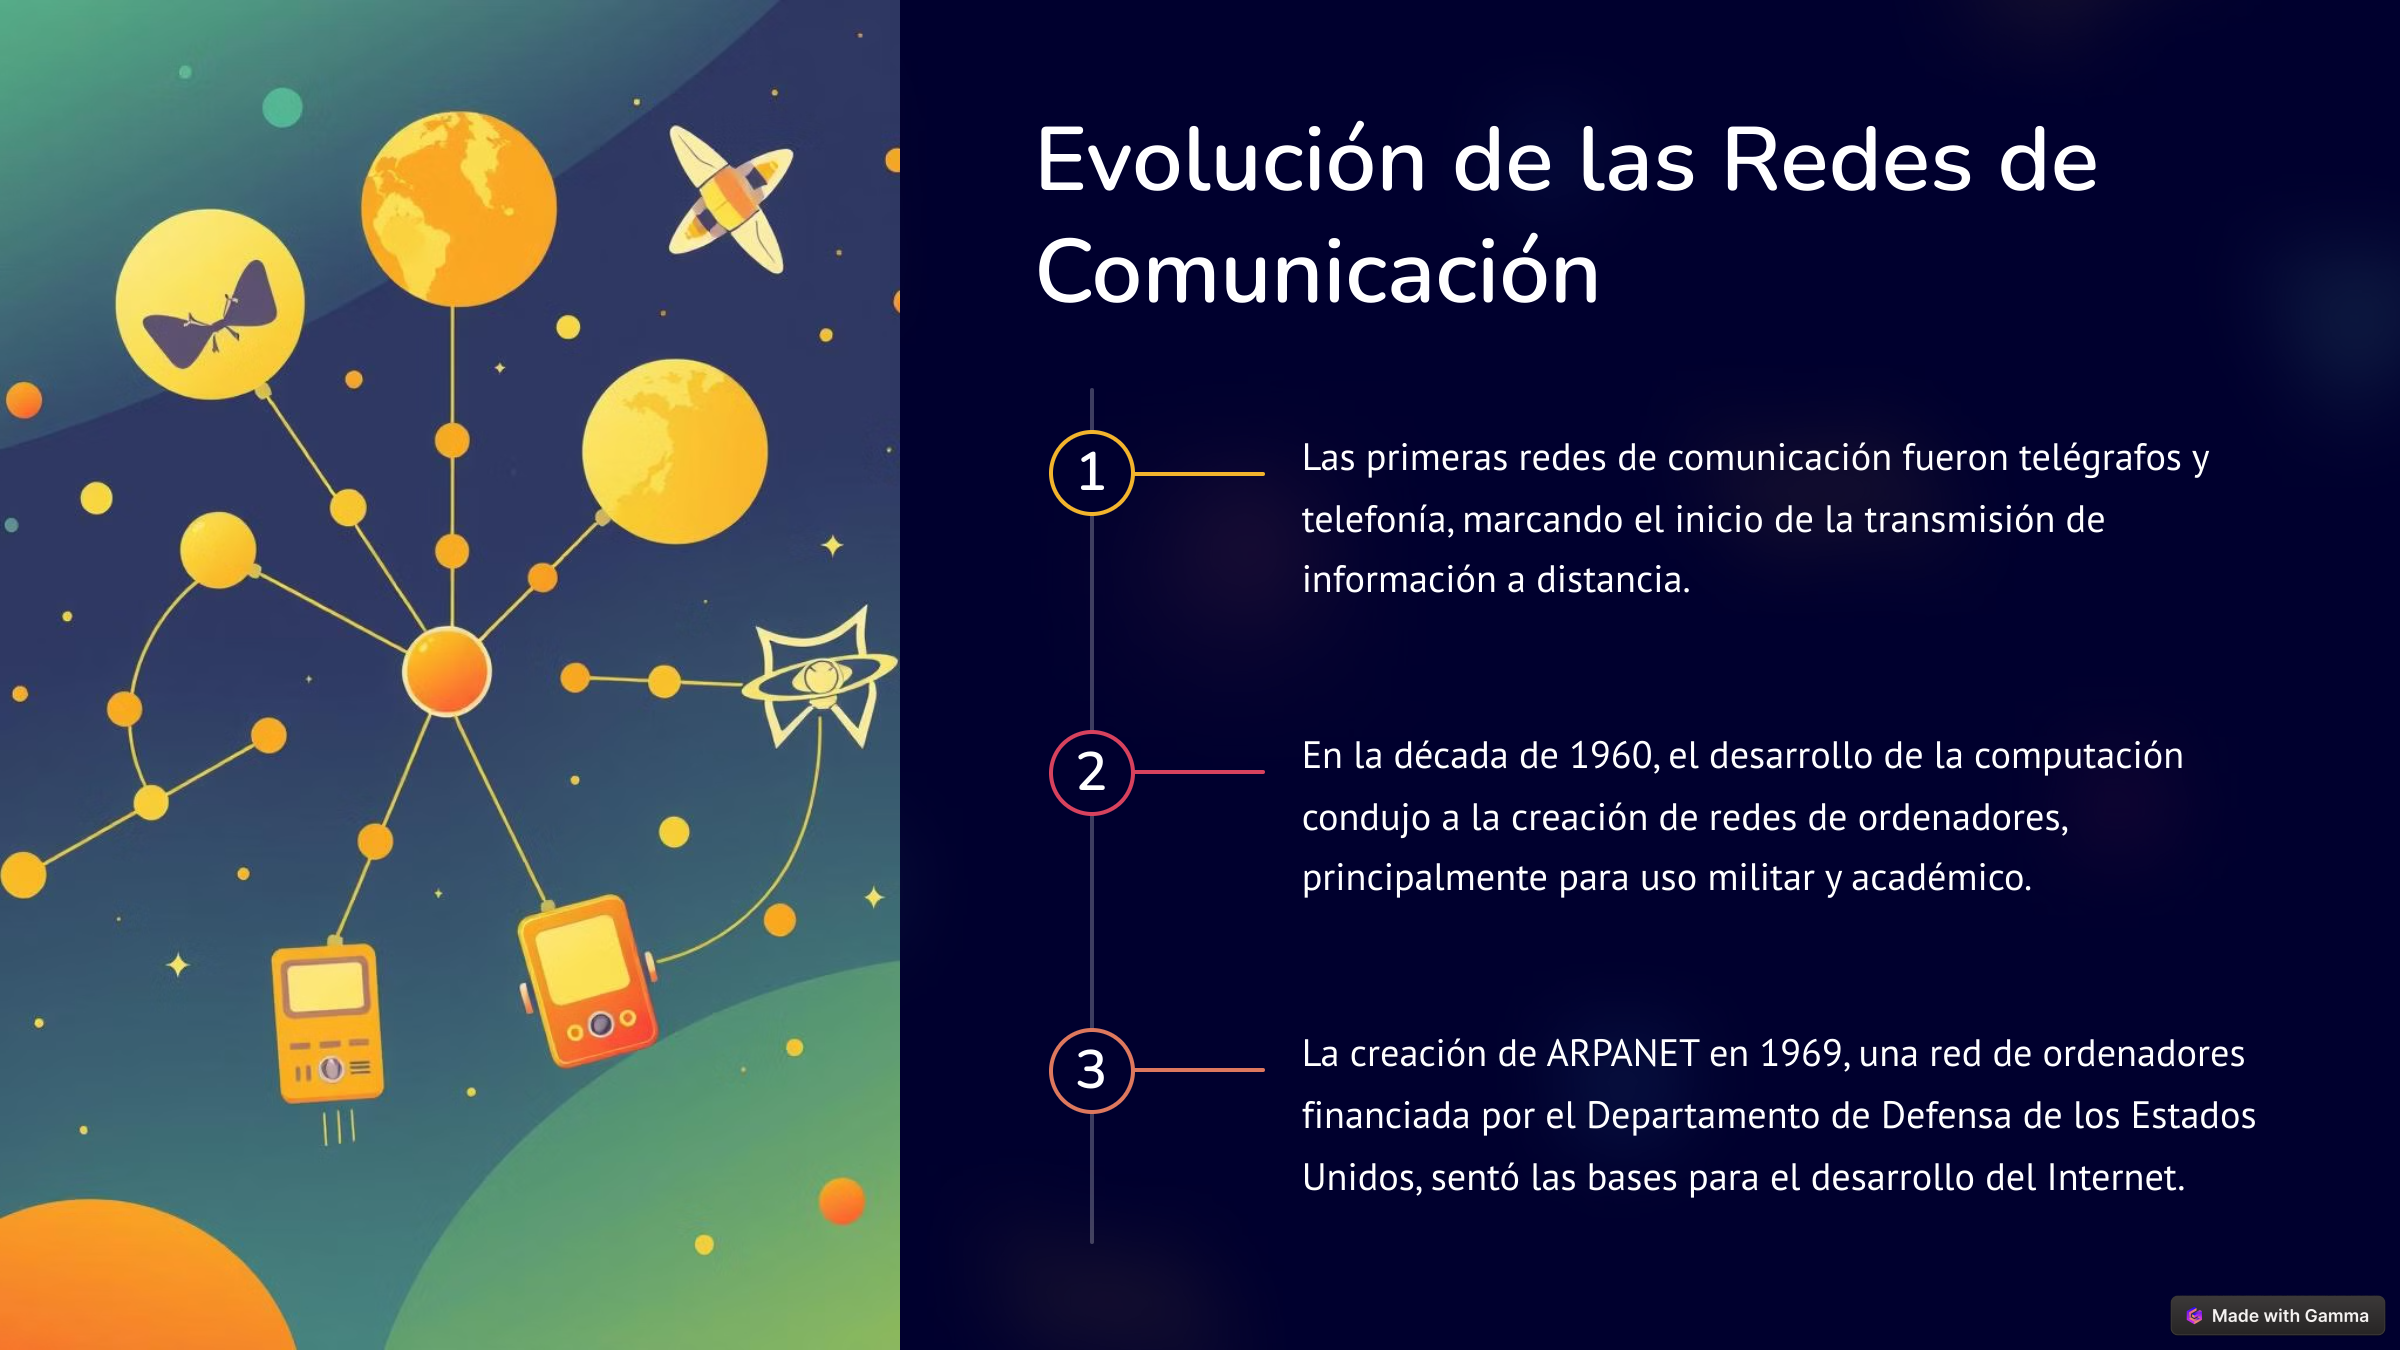 Evolución de las Redes de
Comunicación
1
Las primeras redes de comunicación fueron telégrafos y
telefonía, marcando el inicio de la transmisión de
información a distancia.
2
En la década de 1960, el desarrollo de la computación
condujo a la creación de redes de ordenadores,
principalmente para uso militar y académico.
3
La creación de ARPANET en 1969, una red de ordenadores
financiada por el Departamento de Defensa de los Estados
Unidos, sentó las bases para el desarrollo del Internet.
Made with Gamma